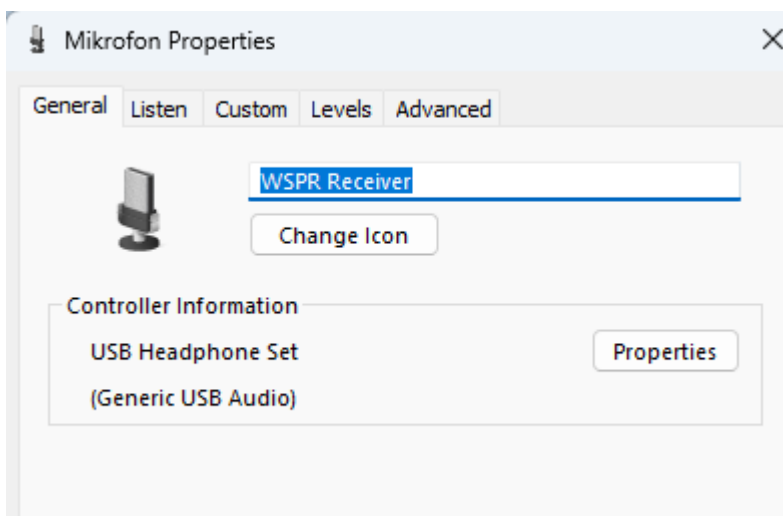 Mikrofon Properties
General Listen Custom Levels Advanced
WSPR Receiver
Change Icon
Controller Information
USB Headphone Set Properties
(Generic USB Audio)